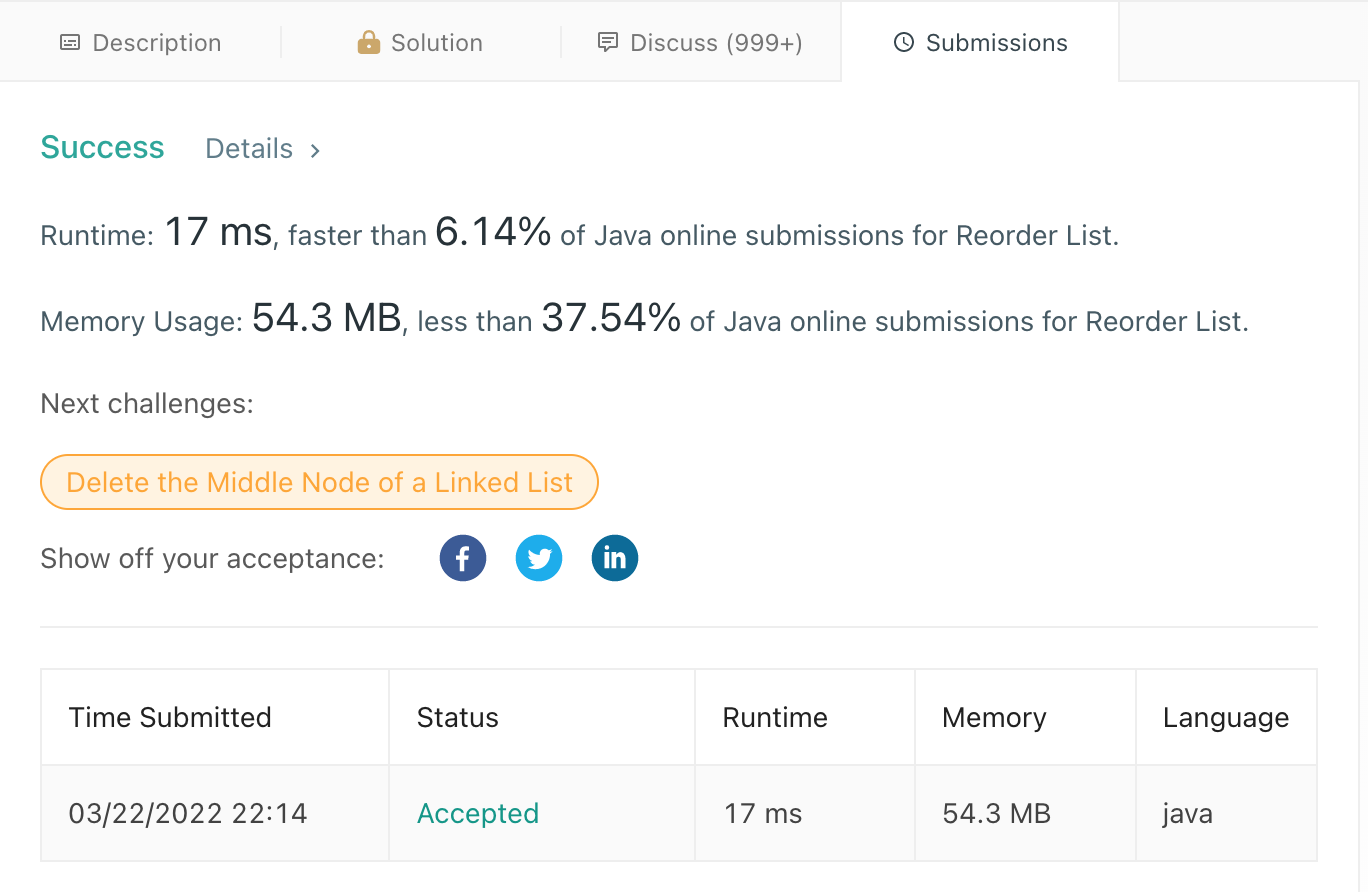 Description Solution Discuss (999+) Submissions
Success Details >
Runtime: 17 ms, faster than 6.14% of Java online submissions for Reorder List.
Memory Usage: 54.3 MB, less than 37.54% of Java online submissions for Reorder List.
Next challenges:
Delete the Middle Node of a Linked List
Show off your acceptance: f in
Time Submitted Status Runtime Memory Language
03/22/2022 22:14 Accepted 17 ms 54.3 MB java